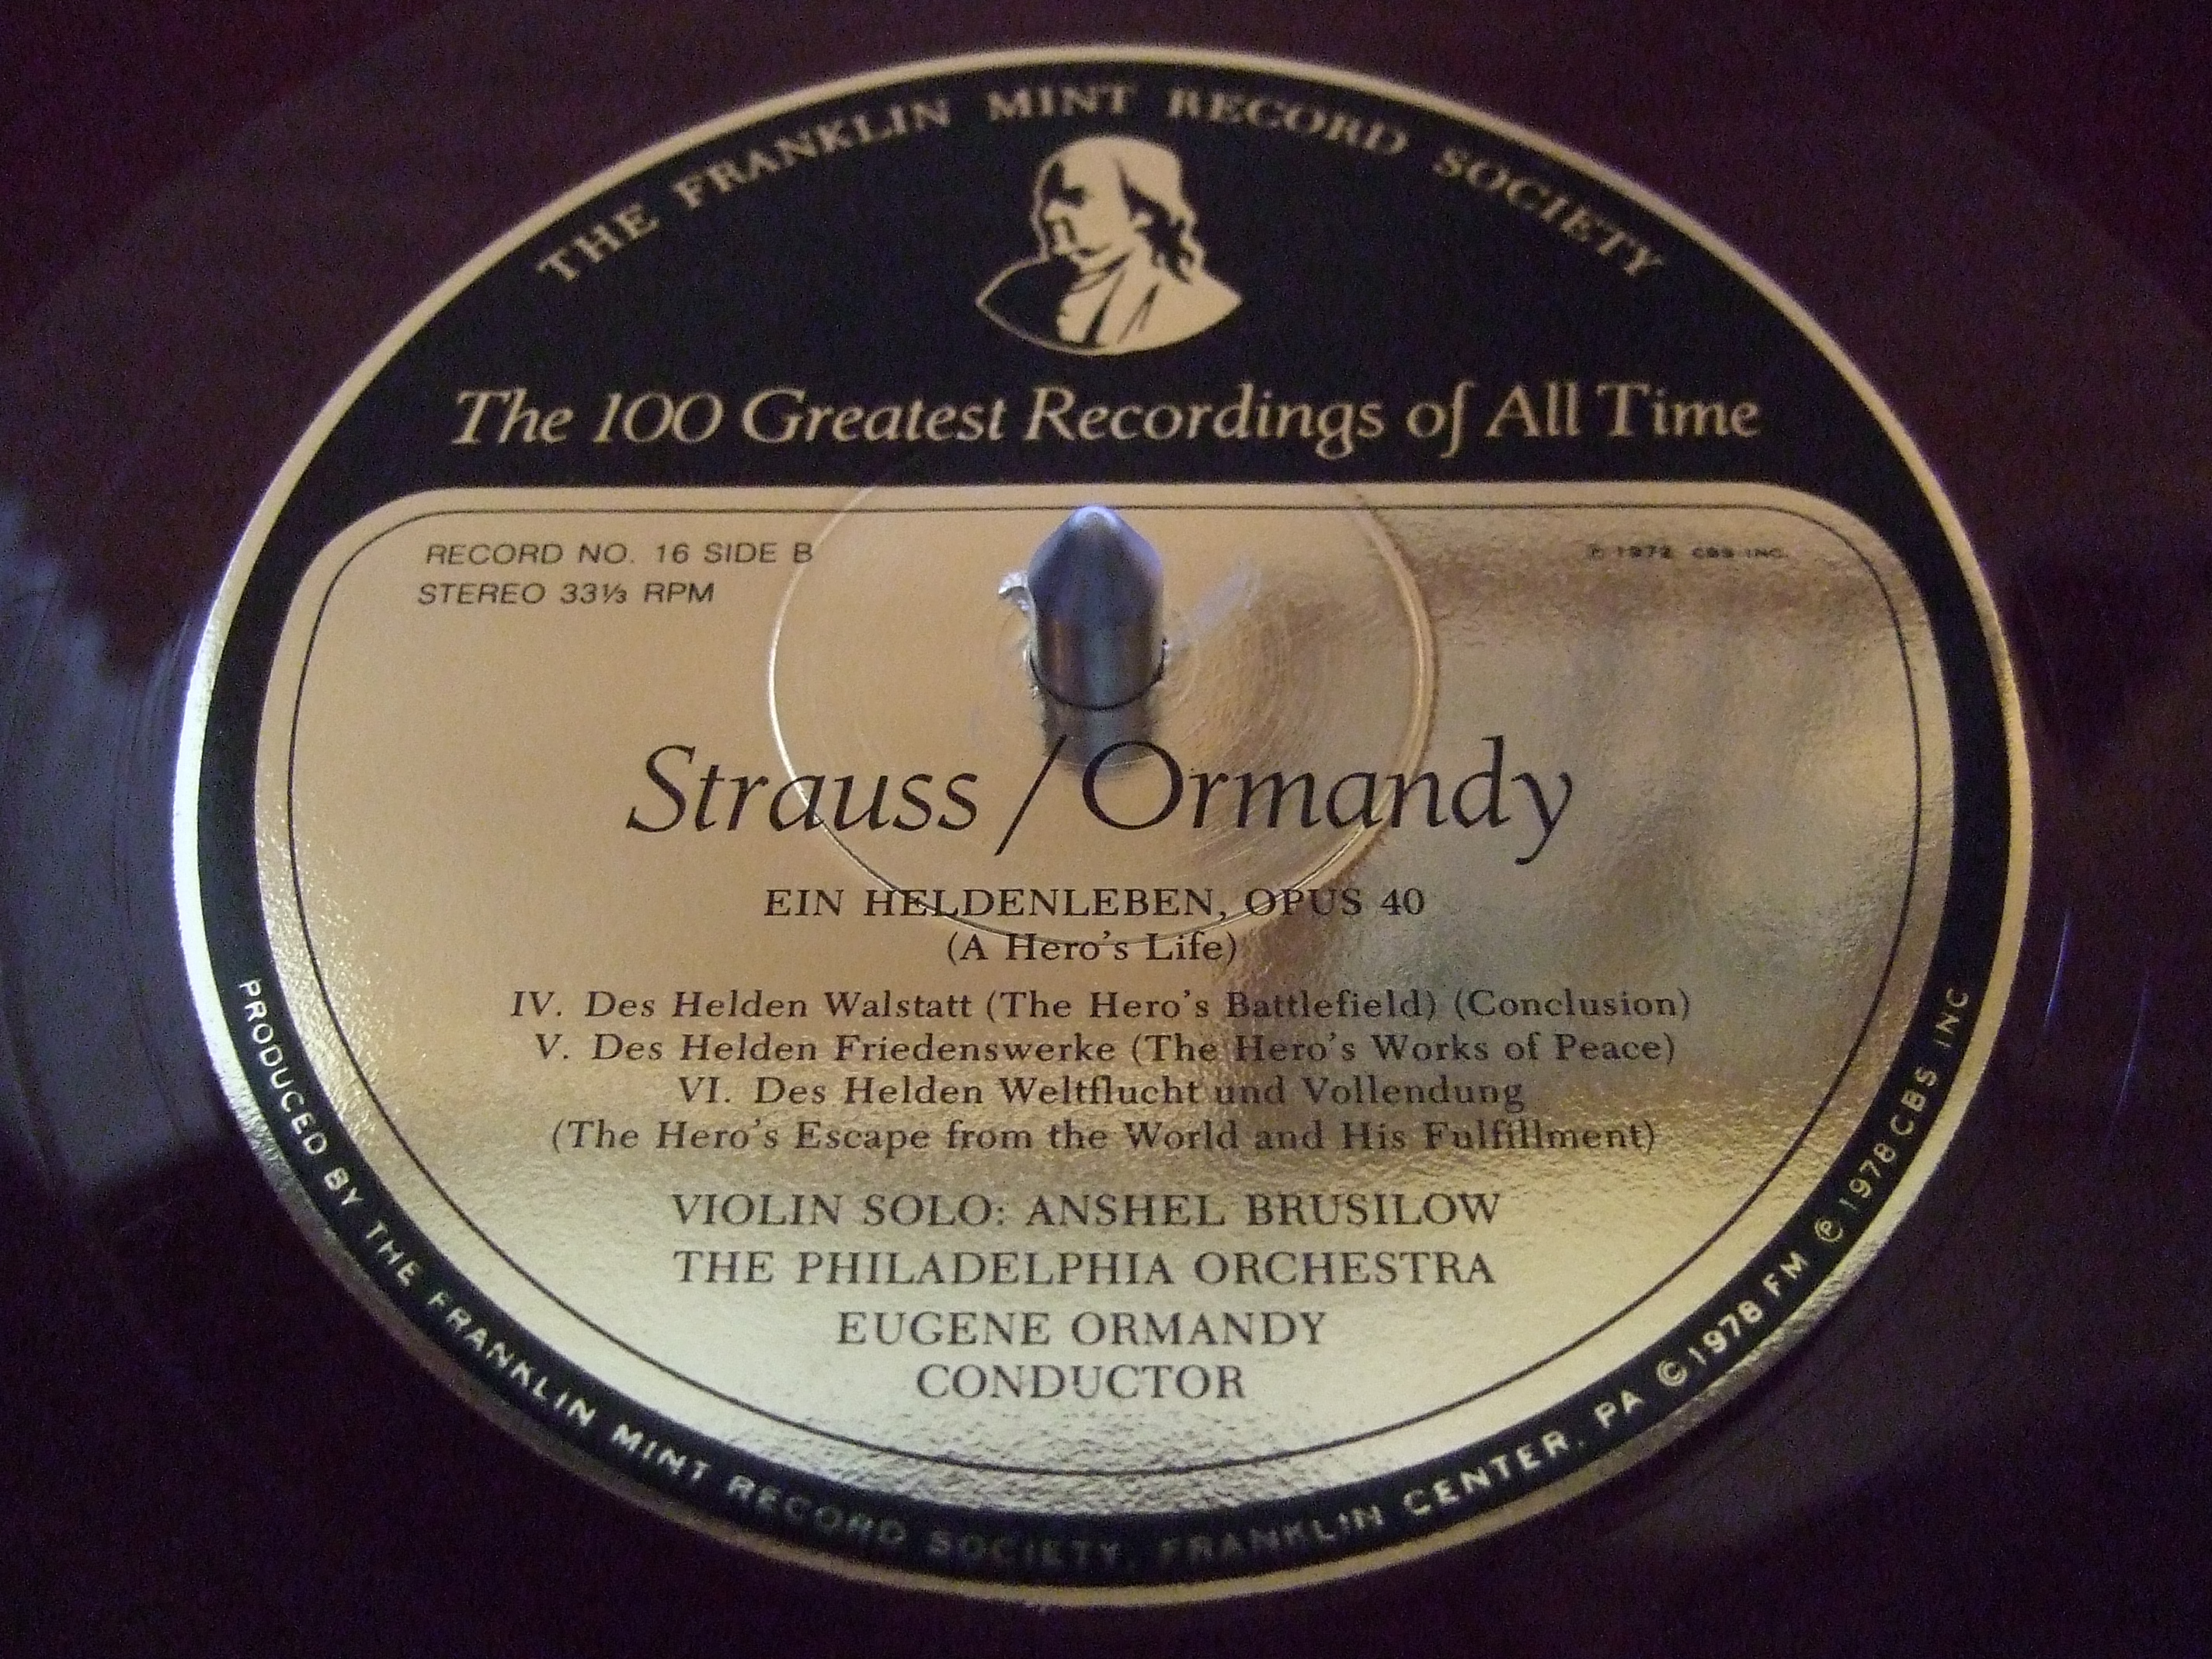 THE FRANKLIN MINT RECORD SOCIETY
The 100 Greatest Recordings of All Time
RECORD NO. 16 SIDE B
STEREO 33⅓ RPM
℗ 1972 CBS INC.
Strauss / Ormandy
EIN HELDENLEBEN, OPUS 40
(A Hero's Life)
IV. Des Helden Walstatt (The Hero's Battlefield) (Conclusion)
V. Des Helden Friedenswerke (The Hero's Works of Peace)
VI. Des Helden Weltflucht und Vollendung
(The Hero's Escape from the World and His Fulfillment)
VIOLIN SOLO: ANSHEL BRUSILOW
THE PHILADELPHIA ORCHESTRA
EUGENE ORMANDY
CONDUCTOR
PRODUCED BY THE FRANKLIN MINT RECORD SOCIETY, FRANKLIN CENTER, PA © 1978 FM ℗ 1978 CBS INC